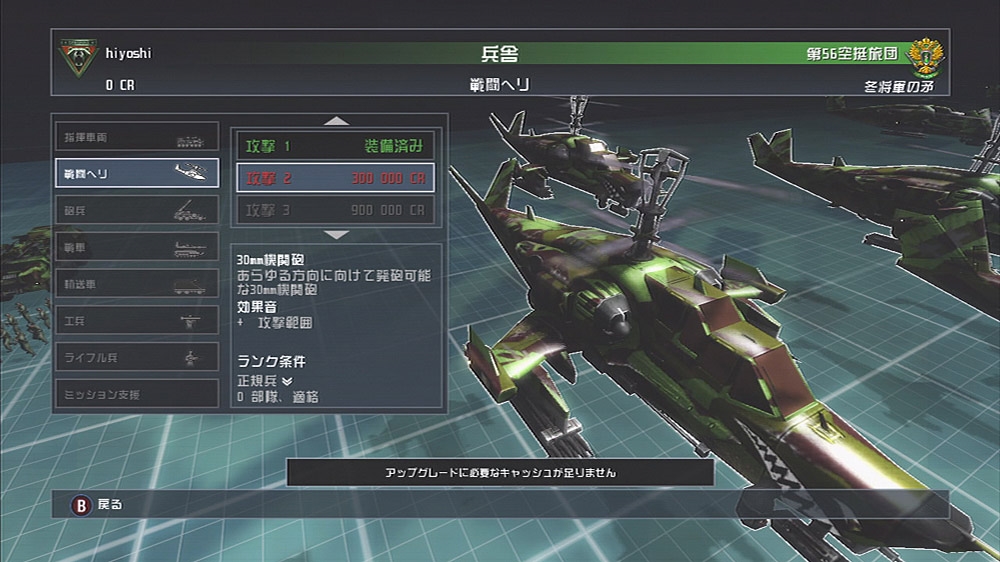 hiyoshi
兵舎
第56空挺旅団
0 CR
戦闘ヘリ
冬将軍の矛
指揮車両
戦闘ヘリ
砲兵
戦車
輸送車
工兵
ライフル兵
ミッション支援
攻撃 1 装備済み
攻撃 2 300 000 CR
攻撃 3 900 000 CR
30mm機関砲
あらゆる方向に向けて発砲可能
な30mm機関砲
効果音
+ 攻撃範囲
ランク条件
正規兵
0 部隊、適格
アップグレードに必要なキャッシュが足りません
B 戻る